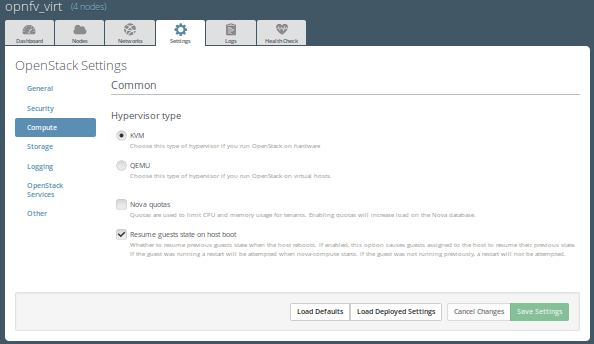 opnfv_virt (4 nodes)
Dashboard Nodes Networks Settings Logs Health Check
OpenStack Settings
General
Security
Compute
Storage
Logging
OpenStack
Services
Other
Common
Hypervisor type
KVM
Choose this type of hypervisor if you run OpenStack on hardware
QEMU
Choose this type of hypervisor if you run OpenStack on virtual hosts.
Nova quotas
Quotas are used to limit CPU and memory usage for tenants. Enabling quotas will increase load on the Nova database.
Resume guests state on host boot
Whether to resume previous guests state when the host reboots. If enabled, this option causes guests assigned to the host to resume their previous state.
If the guest was running a restart will be attempted when nova-compute starts. If the guest was not running previously, a restart will not be attempted.
Load Defaults Load Deployed Settings Cancel Changes Save Settings